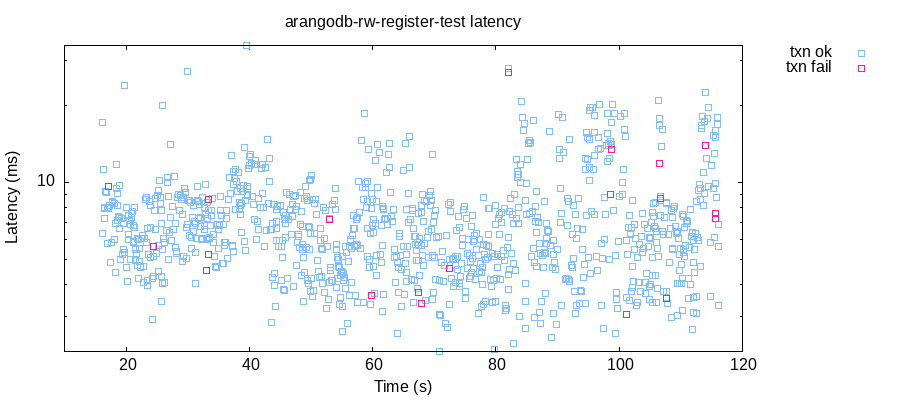 arangodb-rw-register-test latency
txn ok
txn fail
Latency (ms)
10
20
40
60
80
100
120
Time (s)